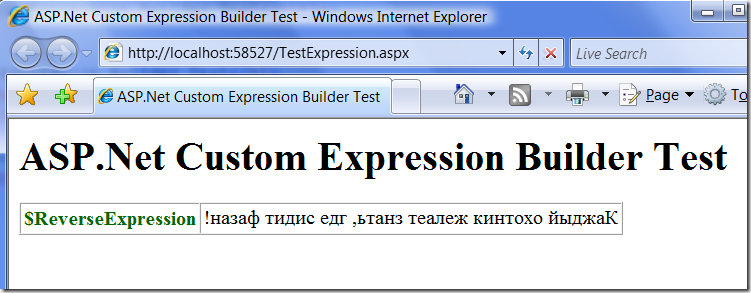 ASP.Net Custom Expression Builder Test - Windows Internet Explorer
http://localhost:58527/TestExpression.aspx
Live Search
ASP.Net Custom Expression Builder Test
Page
ASP.Net Custom Expression Builder Test
$ReverseExpression !назаф тидис едг ,ьтанз теалеж кинтохо йыджаК